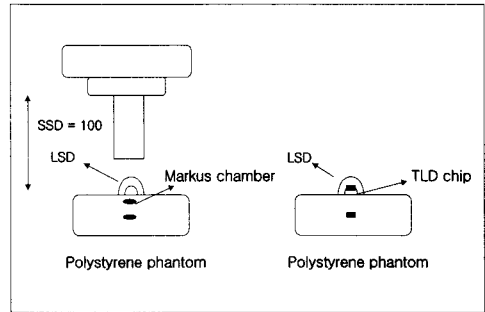 SSD = 100
LSD
Markus chamber
LSD
TLD chip
Polystyrene phantom
Polystyrene phantom